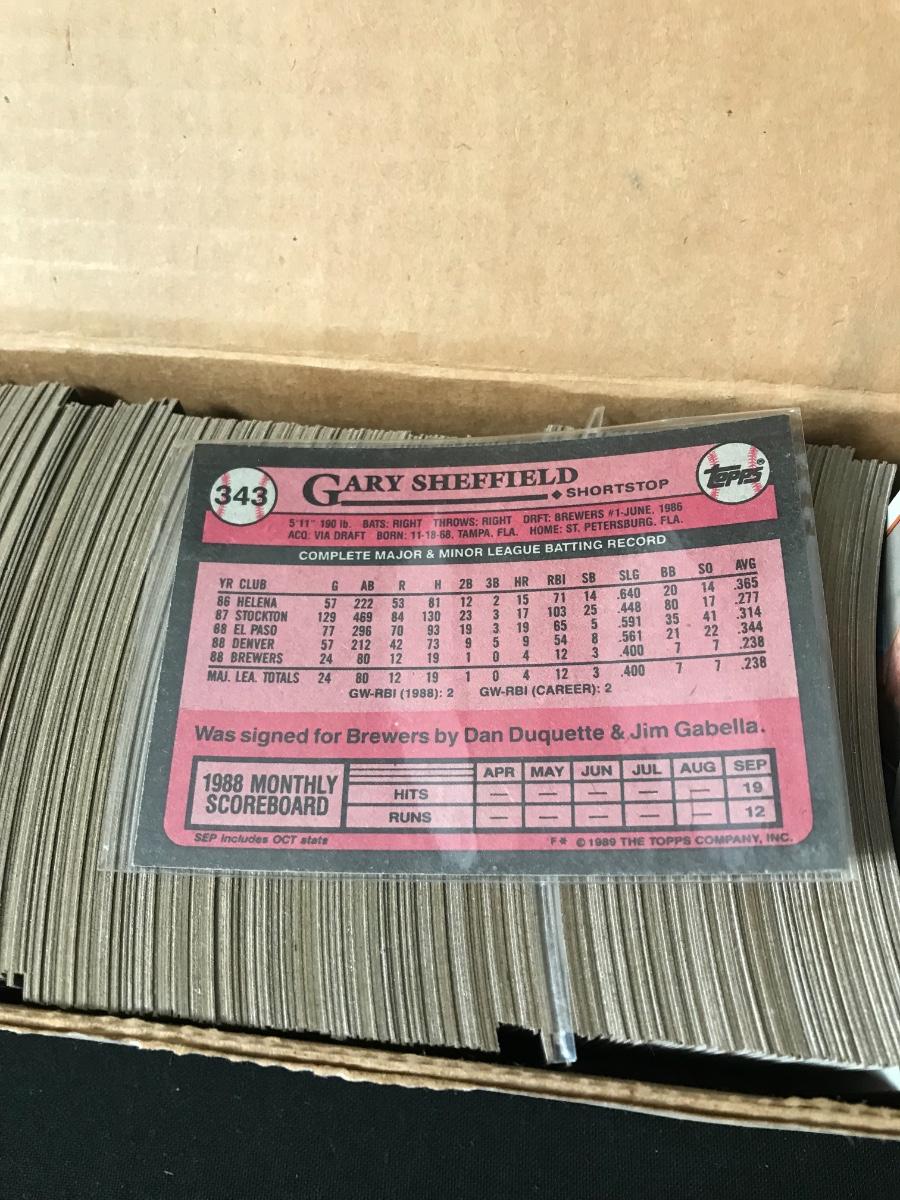 343
GARY SHEFFIELD
◆ SHORTSTOP
TOPPS®
5'11" 190 lb. BATS: RIGHT THROWS: RIGHT DRFT: BREWERS #1-JUNE, 1986
ACQ: VIA DRAFT BORN: 11-18-68, TAMPA, FLA. HOME: ST. PETERSBURG, FLA.
COMPLETE MAJOR & MINOR LEAGUE BATTING RECORD
YR CLUB G AB R H 2B 3B HR RBI SB SLG BB SO AVG
86 HELENA 57 222 53 81 12 2 15 71 14 .640 20 14 .365
87 STOCKTON 129 469 84 130 23 3 17 103 25 .448 80 17 .277
88 EL PASO 77 296 70 93 19 3 19 65 5 .591 35 41 .314
88 DENVER 57 212 42 73 9 5 9 54 8 .561 21 22 .344
88 BREWERS 24 80 12 19 1 0 4 12 3 .400 7 7 .238
MAJ. LEA. TOTALS 24 80 12 19 1 0 4 12 3 .400 7 7 .238
GW-RBI (1988): 2 GW-RBI (CAREER): 2
Was signed for Brewers by Dan Duquette & Jim Gabella.
1988 MONTHLY
SCOREBOARD
APR MAY JUN JUL AUG SEP
HITS — — — — — 19
RUNS — — — — — 12
SEP includes OCT stats
F* © 1989 THE TOPPS COMPANY, INC.